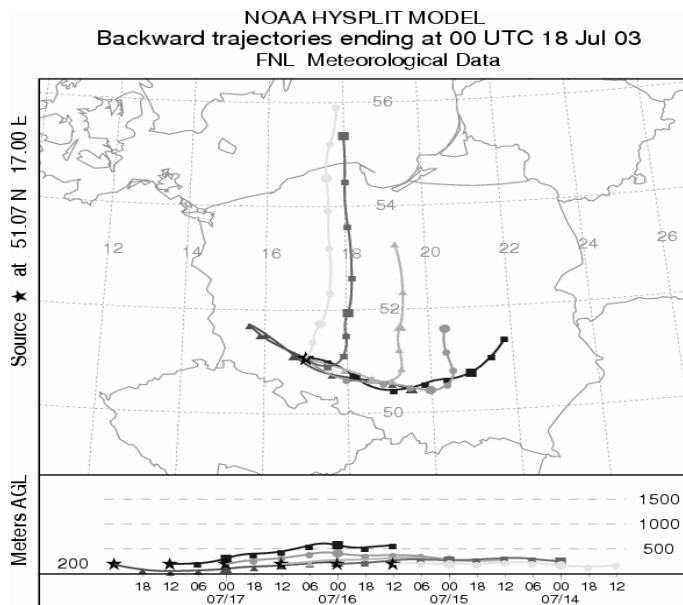 NOAA HYSPLIT MODEL
Backward trajectories ending at 00 UTC 18 Jul 03
FNL Meteorological Data
Source ★ at 51.07 N 17.00 E
56
54
12 14 16 18 20 22 24 26
52
50
Meters AGL
1500
1000
500
200
18 12 06 00 18 12 06 00 18 12 06 00 18 12 06 00 18 12
07/17 07/16 07/15 07/14